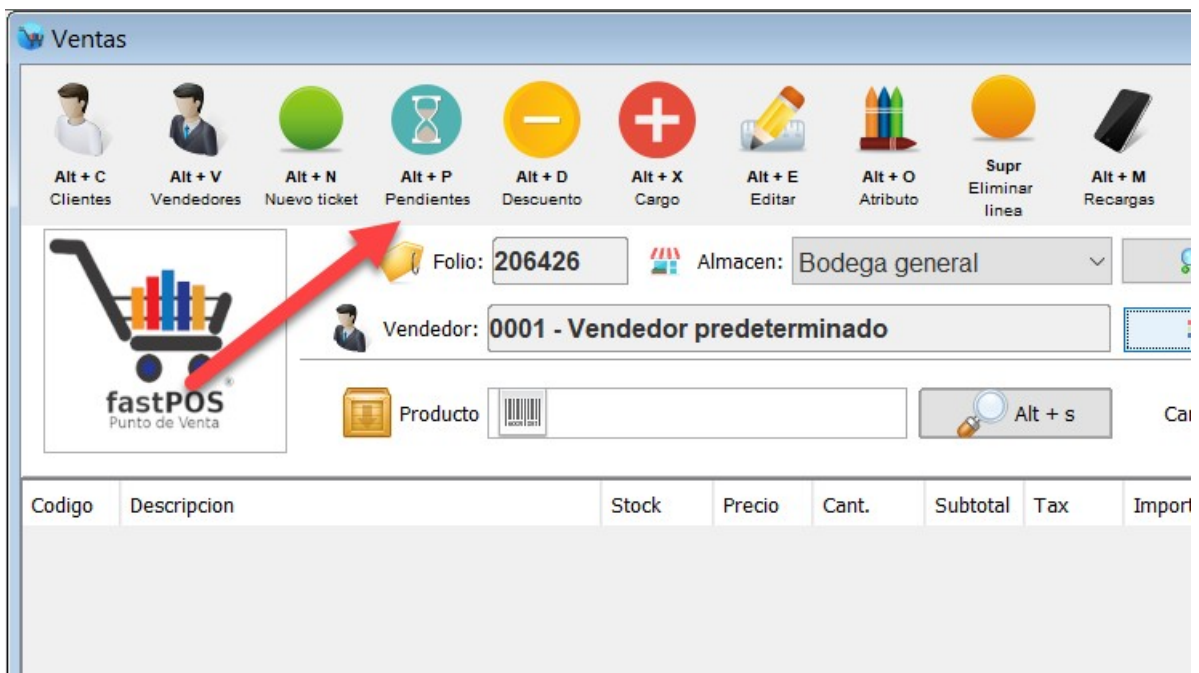 Ventas
Alt + C
Clientes
Alt + V
Vendedores
Alt + N
Nuevo ticket
Alt + P
Pendientes
Alt + D
Descuento
Alt + X
Cargo
Alt + E
Editar
Alt + O
Atributo
Supr
Eliminar
linea
Alt + M
Recargas
Folio: 206426
Almacen: Bodega general
Vendedor: 0001 - Vendedor predeterminado
fastPOS®
Punto de Venta
Producto
Alt + s
Codigo Descripcion Stock Precio Cant. Subtotal Tax